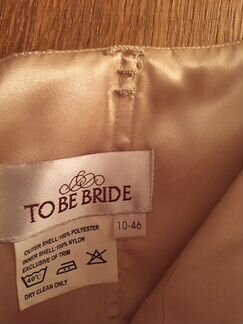 TO BE BRIDE
10-46
OUTER SHELL:100% POLYESTER
INNER SHELL:100% NYLON
EXCLUSIVE OF TRIM
40°C
DRY CLEAN ONLY